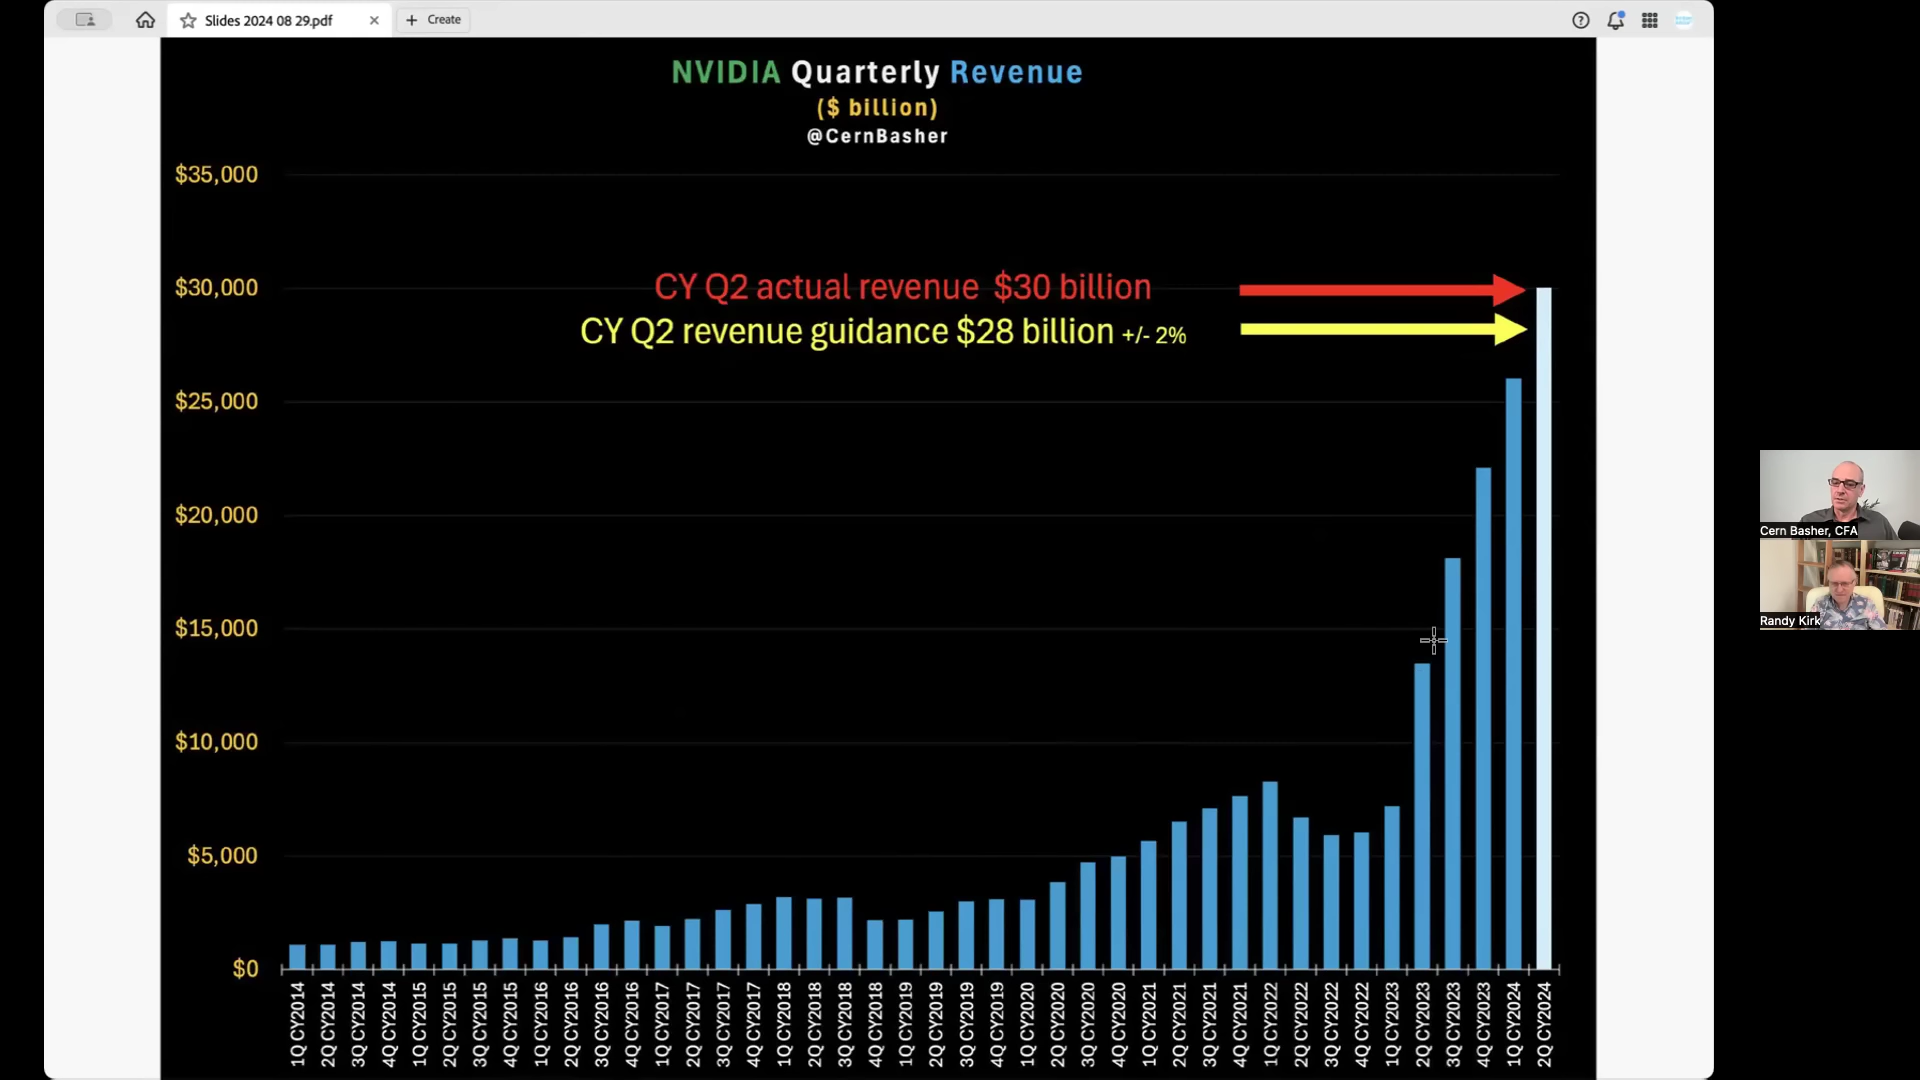 Slides 2024 08 29.pdf
Create
NVIDIA Quarterly Revenue
($ billion)
@CernBasher
$35,000
$30,000
$25,000
$20,000
$15,000
$10,000
$5,000
$0
CY Q2 actual revenue $30 billion
CY Q2 revenue guidance $28 billion +/- 2%
1Q CY2014
2Q CY2014
3Q CY2014
4Q CY2014
1Q CY2015
2Q CY2015
3Q CY2015
4Q CY2015
1Q CY2016
2Q CY2016
3Q CY2016
4Q CY2016
1Q CY2017
2Q CY2017
3Q CY2017
4Q CY2017
1Q CY2018
2Q CY2018
3Q CY2018
4Q CY2018
1Q CY2019
2Q CY2019
3Q CY2019
4Q CY2019
1Q CY2020
2Q CY2020
3Q CY2020
4Q CY2020
1Q CY2021
2Q CY2021
3Q CY2021
4Q CY2021
1Q CY2022
2Q CY2022
3Q CY2022
4Q CY2022
1Q CY2023
2Q CY2023
3Q CY2023
4Q CY2023
1Q CY2024
2Q CY2024
Cern Basher, CFA
Randy Kirk